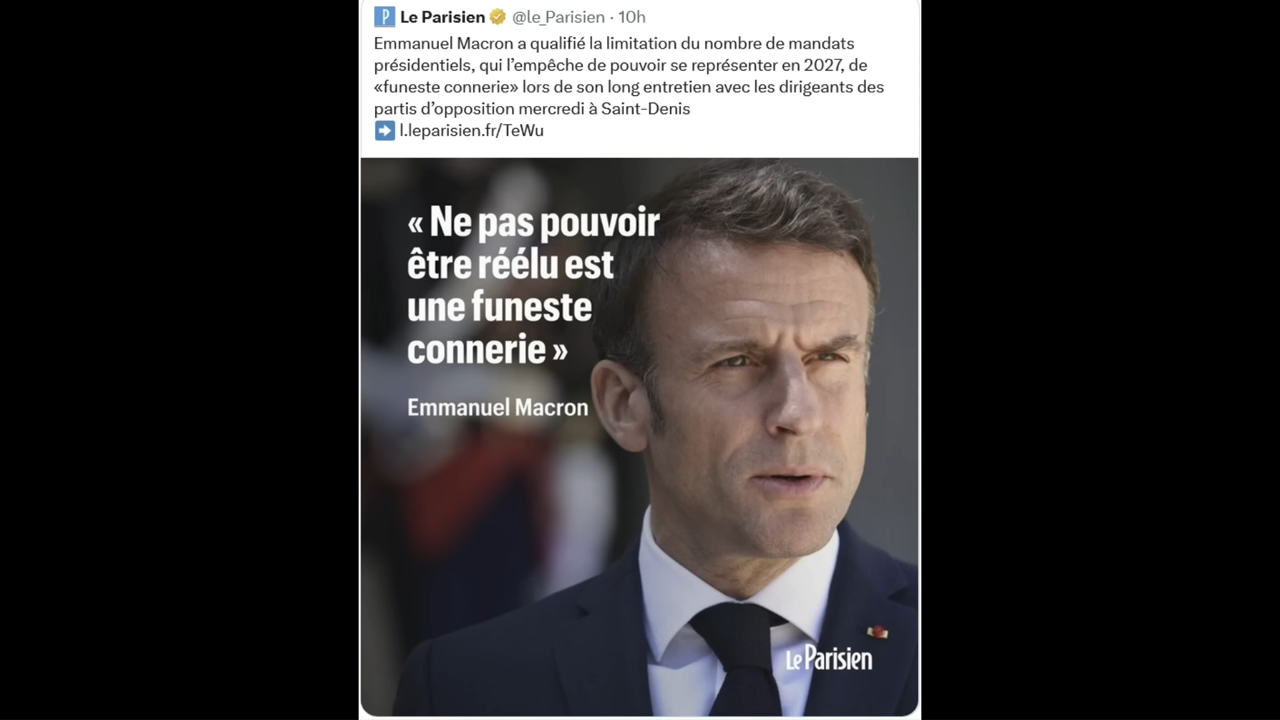 Le Parisien @le_Parisien · 10h
Emmanuel Macron a qualifié la limitation du nombre de mandats
présidentiels, qui l’empêche de pouvoir se représenter en 2027, de
«funeste connerie» lors de son long entretien avec les dirigeants des
partis d’opposition mercredi à Saint-Denis
➡️ l.leparisien.fr/TeWu
« Ne pas pouvoir
être réélu est
une funeste
connerie »
Emmanuel Macron
Le Parisien